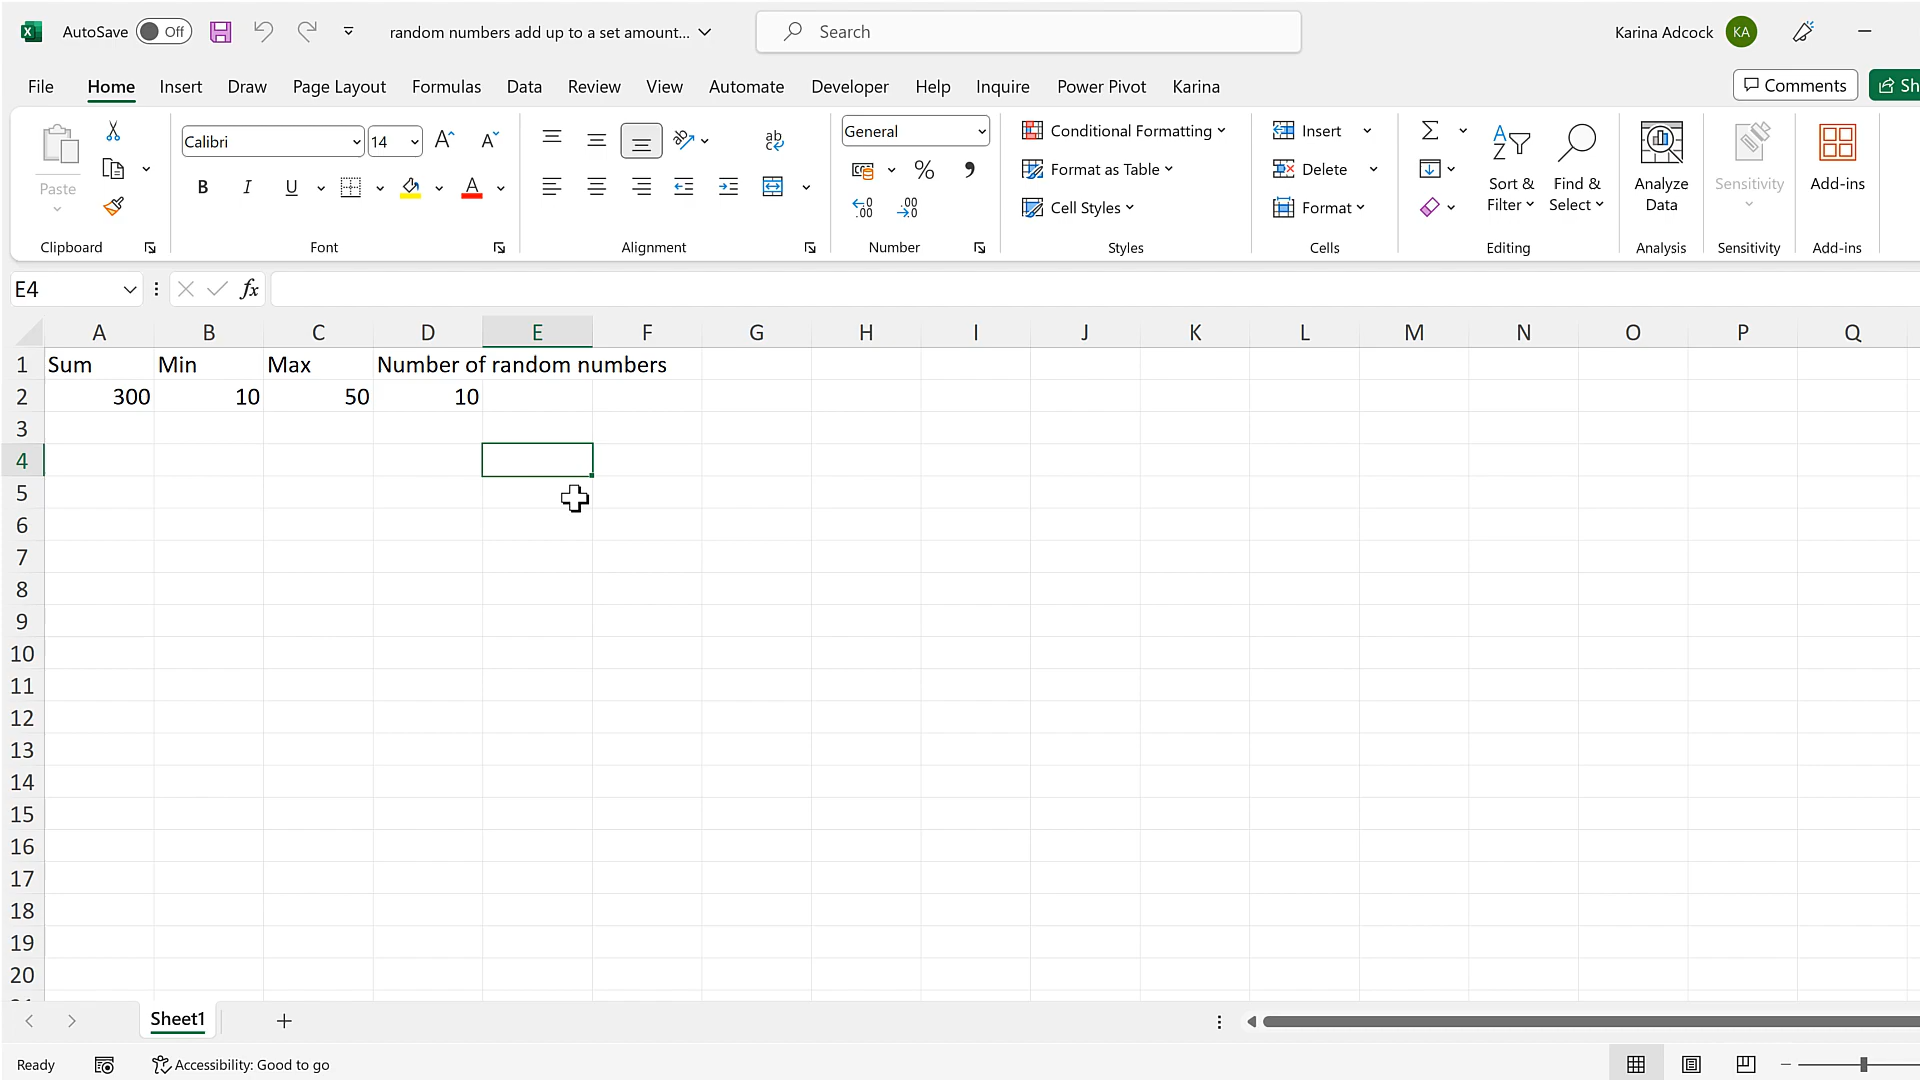 AutoSave Off random numbers add up to a set amount... Search Karina Adcock KA
File Home Insert Draw Page Layout Formulas Data Review View Automate Developer Help Inquire Power Pivot Karina Comments Sh
Paste
Clipboard
Calibri 14
B I U A
Font
ab
Alignment
General
% 9
Number
Conditional Formatting
Format as Table
Cell Styles
Styles
Insert
Delete
Format
Cells
Sort & Filter
Find & Select
Editing
Analyze Data
Analysis
Sensitivity
Sensitivity
Add-ins
Add-ins
E4 fx
A B C D E F G H I J K L M N O P Q
1 Sum Min Max Number of random numbers
2 300 10 50 10
3
4
5
6
7
8
9
10
11
12
13
14
15
16
17
18
19
20
Sheet1
Ready Accessibility: Good to go